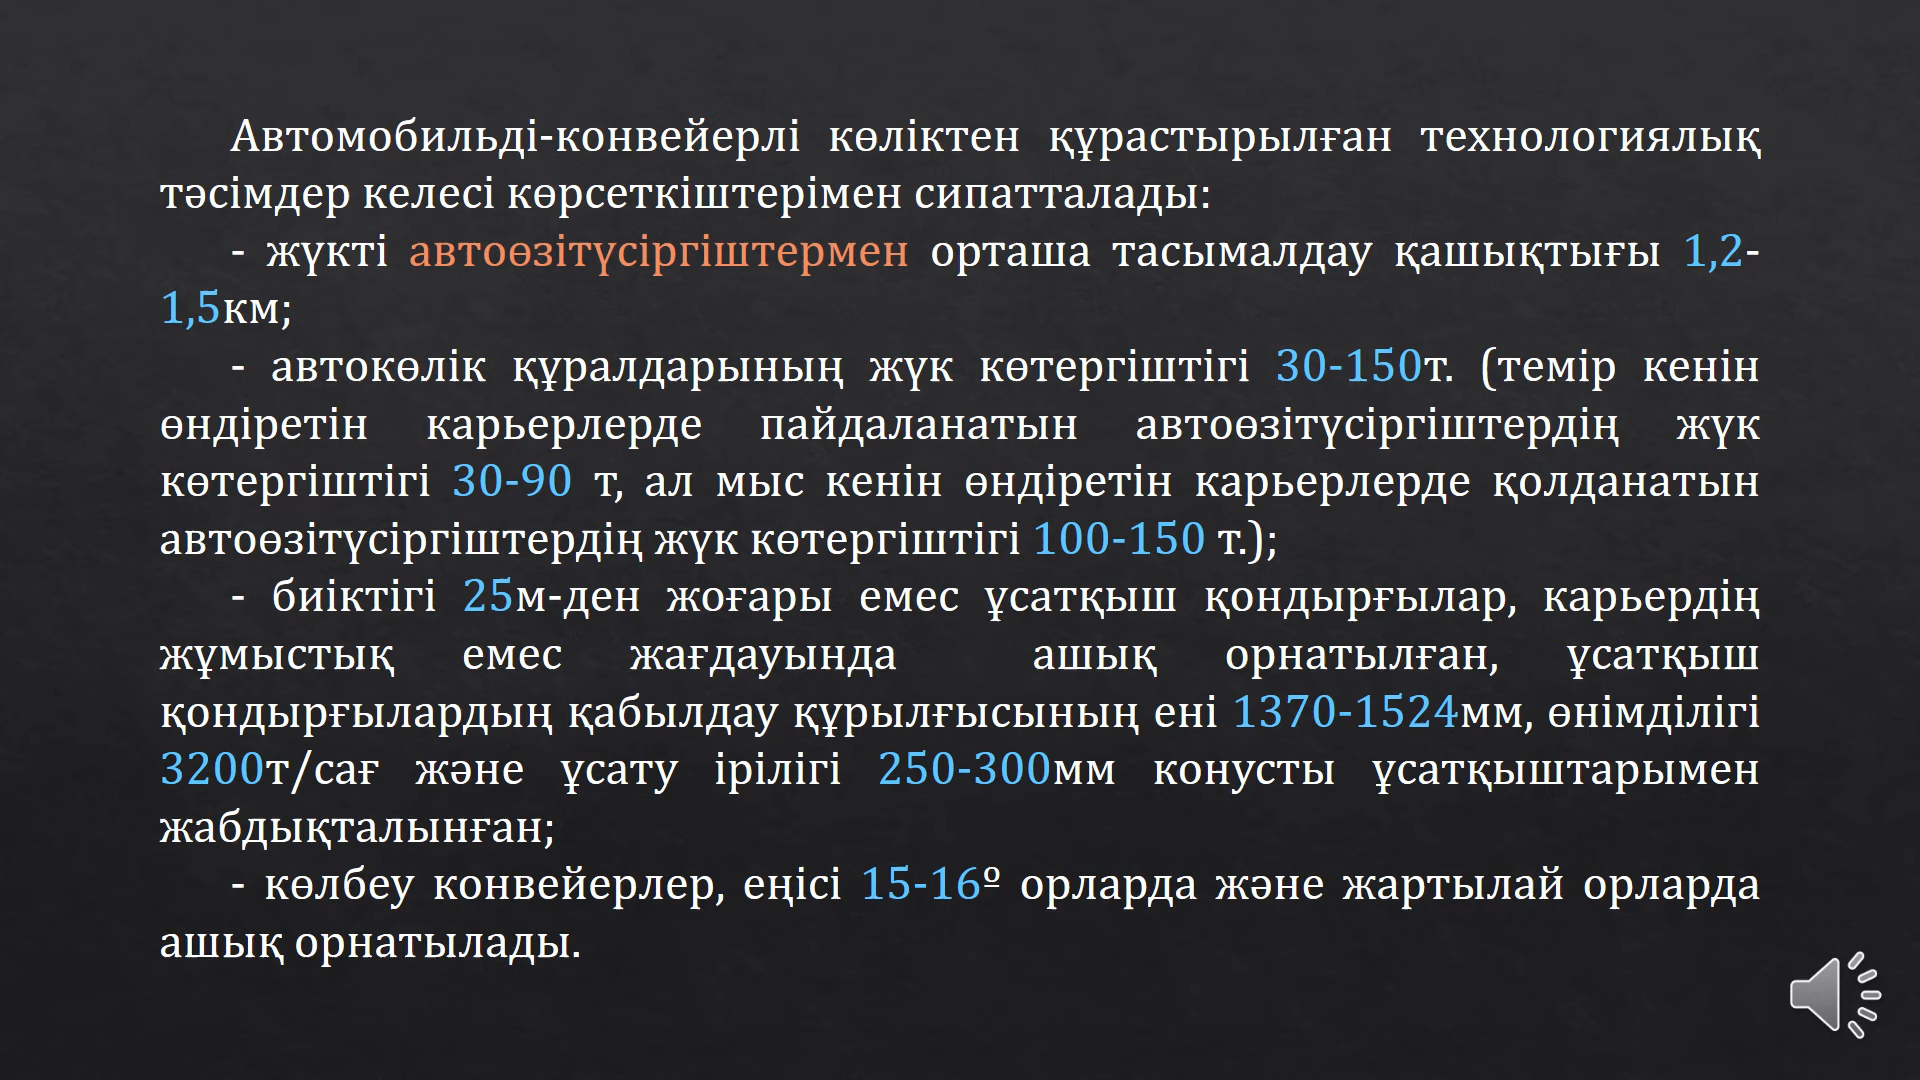 Автомобильді-конвейерлі көліктен құрастырылған технологиялық
тәсімдер келесі көрсеткіштерімен сипатталады:
- жүкті автоөзітүсіргіштермен орташа тасымалдау қашықтығы 1,2-
1,5км;
- автокөлік құралдарының жүк көтергіштігі 30-150т. (темір кенін
өндіретін карьерлерде пайдаланатын автоөзітүсіргіштердің жүк
көтергіштігі 30-90 т, ал мыс кенін өндіретін карьерлерде қолданатын
автоөзітүсіргіштердің жүк көтергіштігі 100-150 т.);
- биіктігі 25м-ден жоғары емес ұсатқыш қондырғылар, карьердің
жұмыстық емес жағдауында ашық орнатылған, ұсатқыш
қондырғылардың қабылдау құрылғысының ені 1370-1524мм, өнімділігі
3200т/сағ және ұсату ірілігі 250-300мм конусты ұсатқыштарымен
жабдықталынған;
- көлбеу конвейерлер, еңісі 15-16º орларда және жартылай орларда
ашық орнатылады.